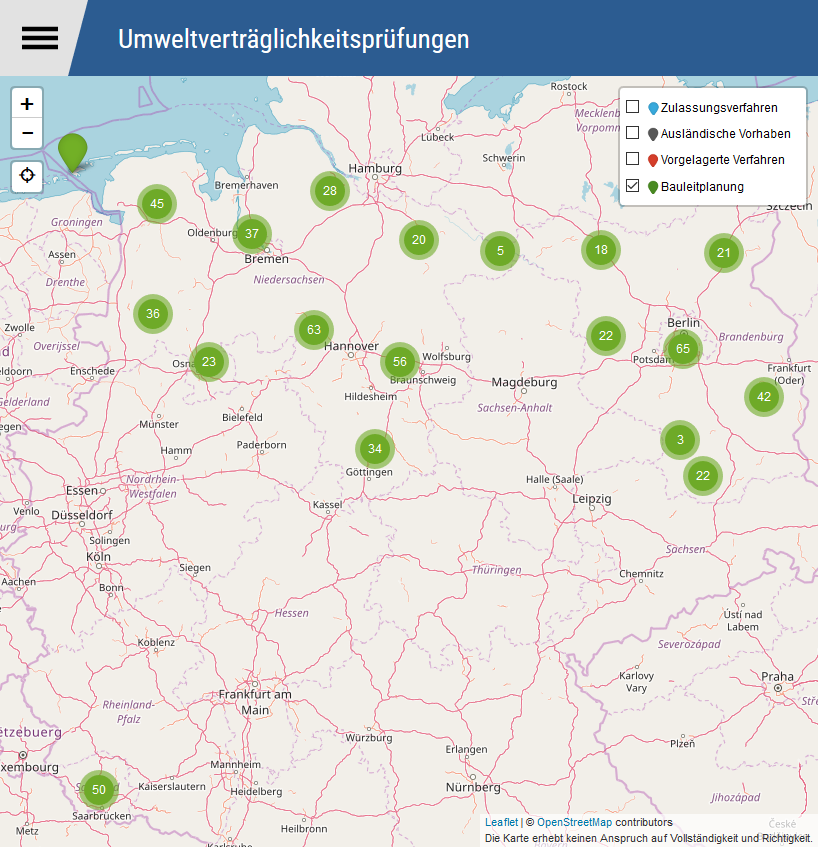 Umweltverträglichkeitsprüfungen
+
−
Zulassungsverfahren
Ausländische Vorhaben
Vorgelagerte Verfahren
Bauleitplanung
Rostock
Lübeck
Schwerin
Hamburg
Bremerhaven
28
45
Groningen
Oldenburg
37
Bremen
20
5
18
21
Assen
Drenthe
Niedersachsen
36
63
Zwolle
Overijssel
Hannover
22
Berlin
65
Brandenburg
Potsdam
23
56
Wolfsburg
Braunschweig
Enschede
Magdeburg
Frankfurt
(Oder)
42
Hildesheim
Gelderland
Sachsen-Anhalt
Münster
Bielefeld
Hamm
Paderborn
34
Göttingen
3
22
Nordrhein-
Westfalen
Essen
Halle (Saale)
Leipzig
Kassel
Venlo
Düsseldorf
Solingen
Köln
Sachsen
Siegen
Thüringen
Chemnitz
Aachen
Bonn
Hessen
Ústí nad
Labem
Koblenz
Severozápad
Karlovy
Vary
Praha
Frankfurt am
Main
Rheinland-
Pfalz
Würzburg
Erlangen
Plzeň
Mannheim
Kaiserslautern
Heidelberg
Nürnberg
50
Saarbrücken
Jihozápad
Metz
Heilbronn
Karlsruhe
Leaflet | © OpenStreetMap contributors
České
Die Karte erhebt keinen Anspruch auf Vollständigkeit und Richtigkeit.